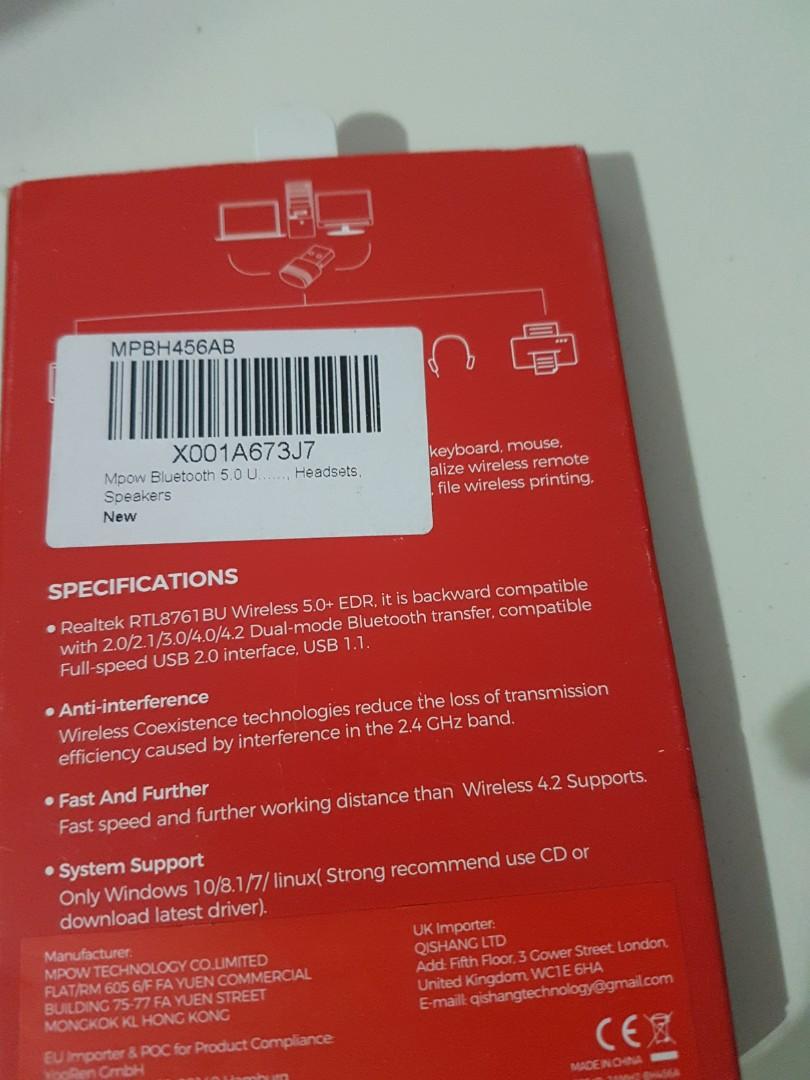 MPBH456AB
X001A673J7
Mpow Bluetooth 5.0 U......, Headsets,
Speakers
New
keyboard, mouse,
alize wireless remote
, file wireless printing,
SPECIFICATIONS
• Realtek RTL8761BU Wireless 5.0+ EDR, it is backward compatible
with 2.0/2.1/3.0/4.0/4.2 Dual-mode Bluetooth transfer, compatible
Full-speed USB 2.0 interface, USB 1.1.
• Anti-interference
Wireless Coexistence technologies reduce the loss of transmission
efficiency caused by interference in the 2.4 GHz band.
• Fast And Further
Fast speed and further working distance than Wireless 4.2 Supports.
• System Support
Only Windows 10/8.1/7/ linux( Strong recommend use CD or
download latest driver).
Manufacturer:
MPOW TECHNOLOGY CO.,LIMITED
FLAT/RM 605 6/F FA YUEN COMMERCIAL
BUILDING 75-77 FA YUEN STREET
MONGKOK KL HONG KONG
EU Importer & POC for Product Compliance:
YooRen GmbH
Hamburg
UK Importer:
QISHANG LTD
Add: Fifth Floor, 3 Gower Street, London,
United Kingdom, WC1E 6HA
E-mail: qishangtechnology@gmail.com
CE
MADE IN CHINA